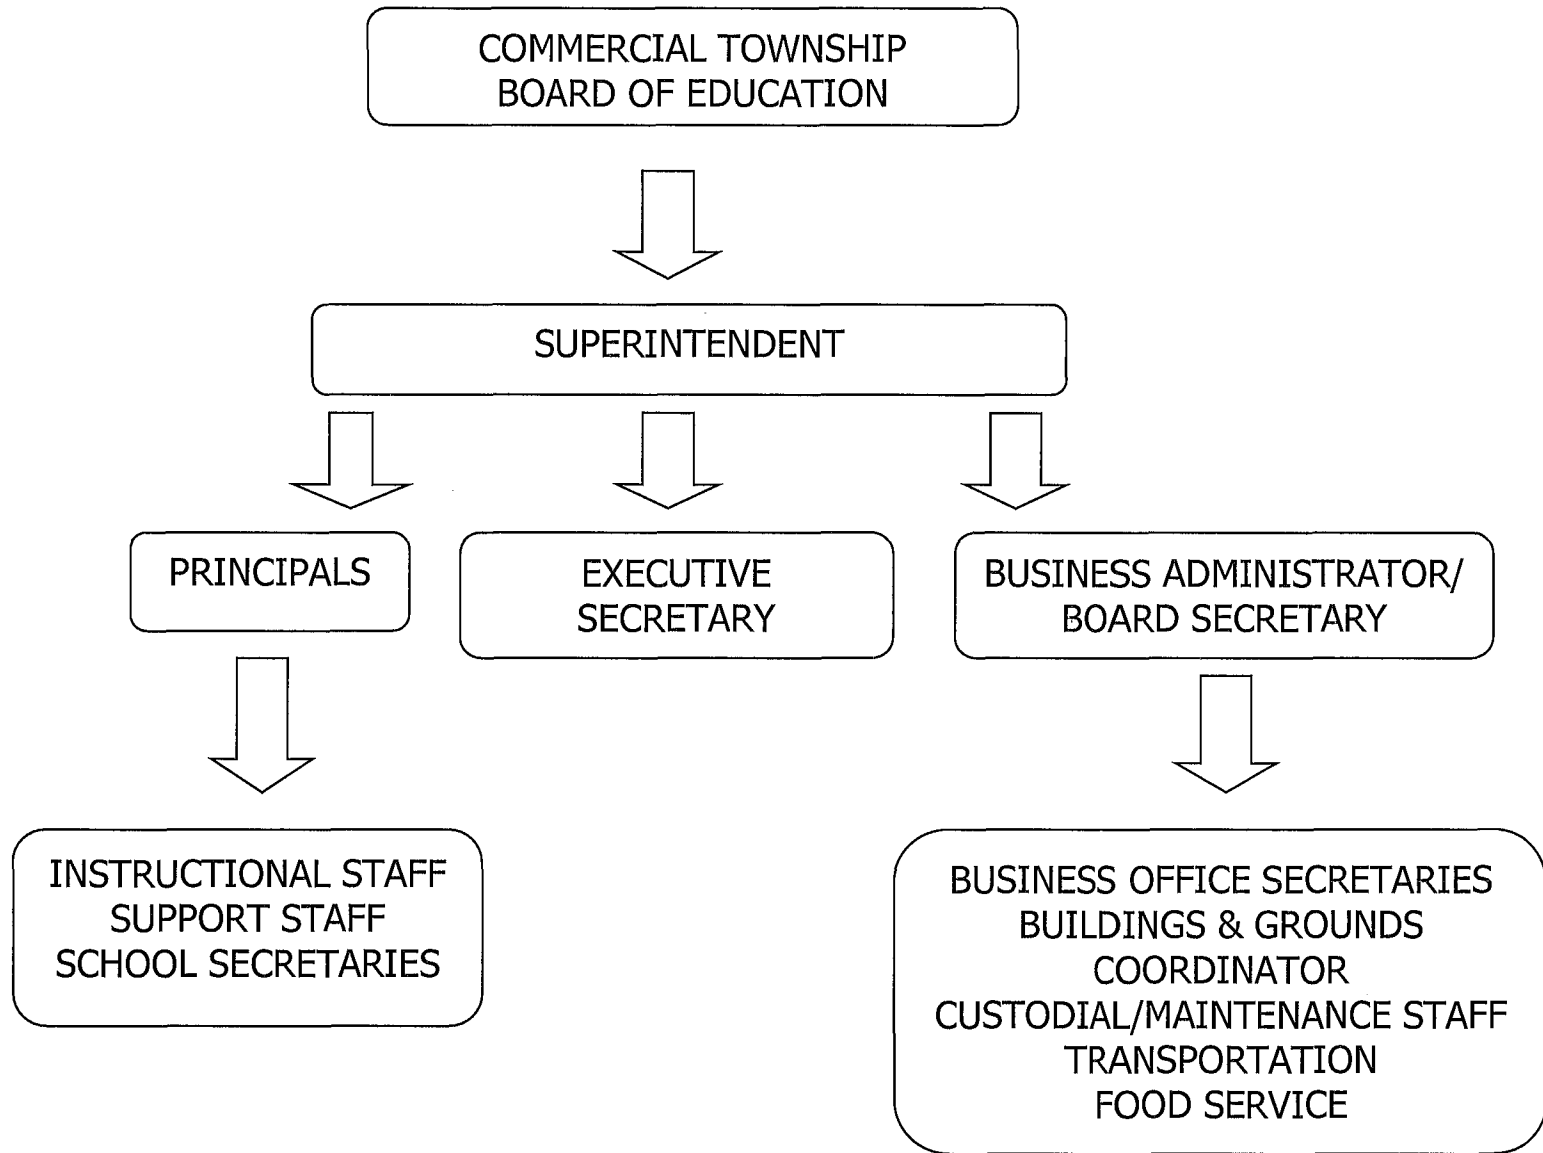 COMMERCIAL TOWNSHIP
BOARD OF EDUCATION
SUPERINTENDENT
PRINCIPALS
EXECUTIVE
SECRETARY
BUSINESS ADMINISTRATOR/
BOARD SECRETARY
INSTRUCTIONAL STAFF
SUPPORT STAFF
SCHOOL SECRETARIES
BUSINESS OFFICE SECRETARIES
BUILDINGS & GROUNDS
COORDINATOR
CUSTODIAL/MAINTENANCE STAFF
TRANSPORTATION
FOOD SERVICE